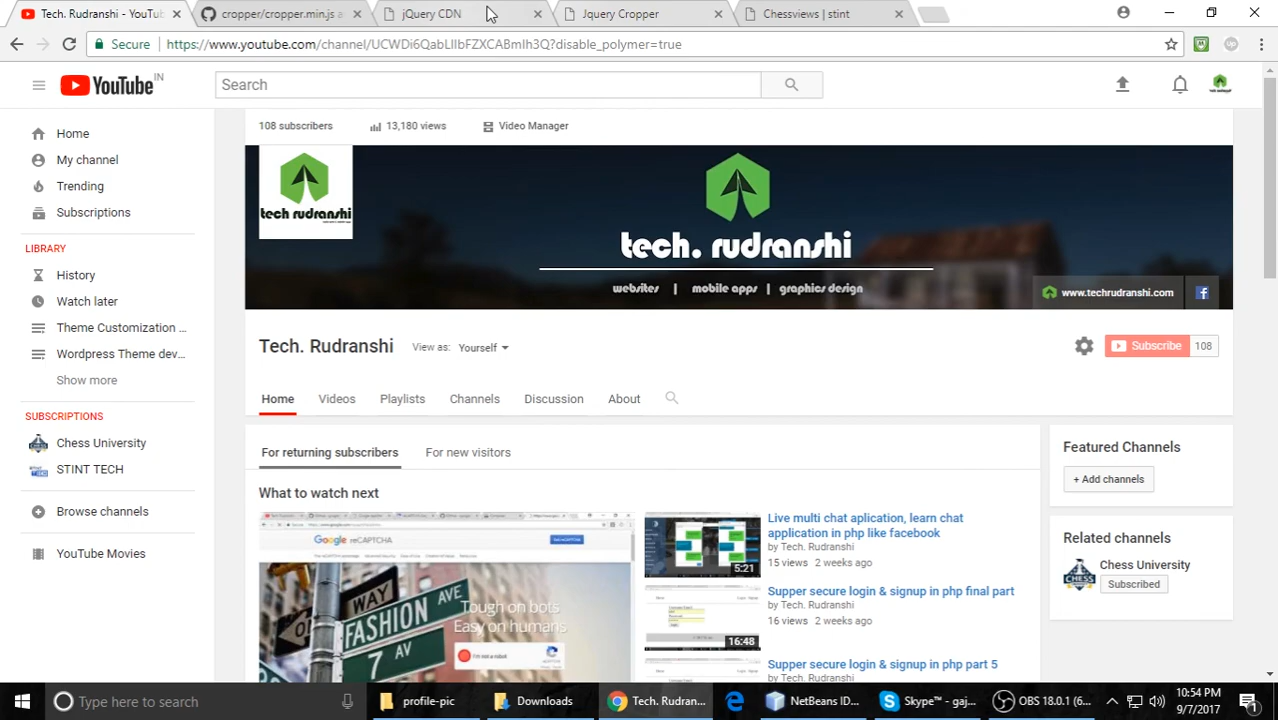 Tech. Rudranshi - YouTu
cropper/cropper.min.js a
jQuery CDN
Jquery Cropper
Chessviews | stint
Secure
https://www.youtube.com/channel/UCWDi6QabLlIbFZXCABmIh3Q?disable_polymer=true
YouTube IN
Search
108 subscribers
13,180 views
Video Manager
Home
My channel
Trending
Subscriptions
LIBRARY
History
Watch later
Theme Customization ...
Wordpress Theme dev...
Show more
SUBSCRIPTIONS
Chess University
STINT TECH
Browse channels
YouTube Movies
tech rudranshi
tech. rudranshi
websites | mobile apps | graphics design
www.techrudranshi.com
Tech. Rudranshi
View as: Yourself
Subscribe 108
Home
Videos
Playlists
Channels
Discussion
About
For returning subscribers
For new visitors
What to watch next
Google reCAPTCHA
FASHION AVE
WAY
7 AV
Tough on bots
Easy on humans
I'm not a robot
Live multi chat aplication, learn chat
application in php like facebook
by Tech. Rudranshi
15 views 2 weeks ago
5:21
Supper secure login & signup in php final part
by Tech. Rudranshi
16 views 2 weeks ago
16:48
Supper secure login & signup in php part 5
by Tech. Rudranshi
Featured Channels
+ Add channels
Related channels
Chess University
Subscribed
Type here to search
profile-pic
Downloads
Tech. Rudran...
NetBeans ID...
Skype™ - gaj...
OBS 18.0.1 (6...
10:54 PM
9/7/2017
1